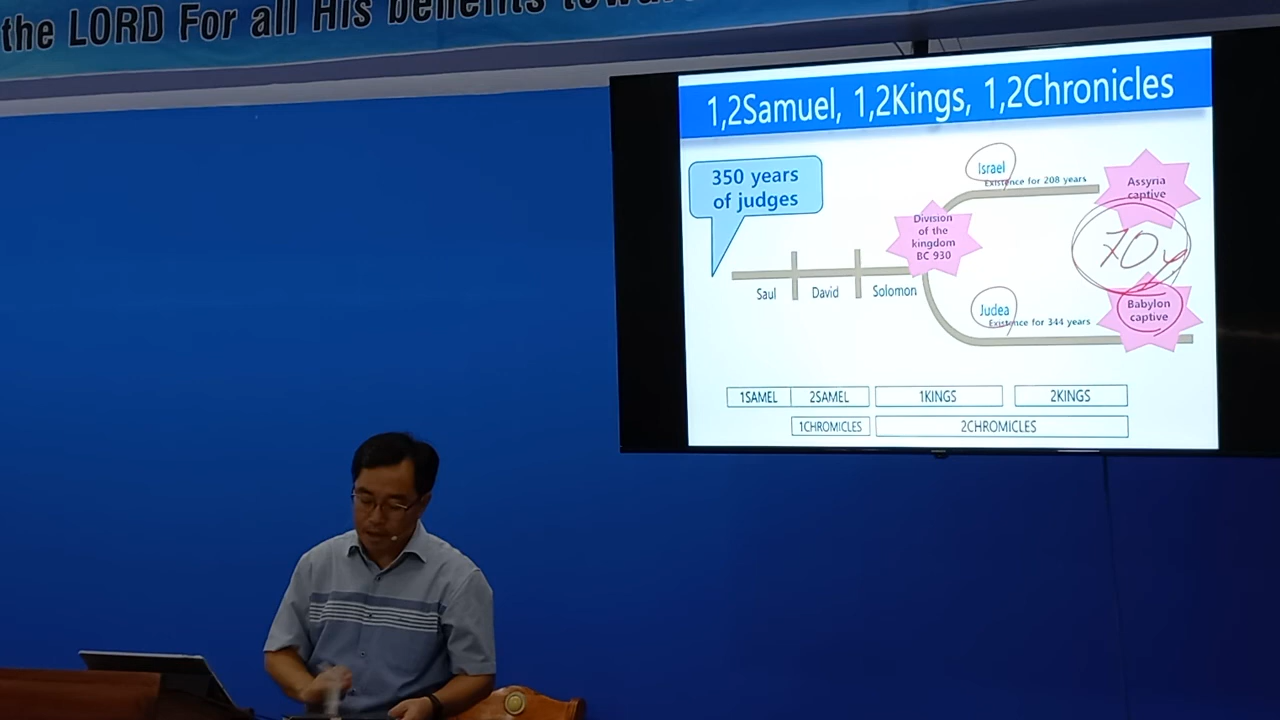 the LORD For all His benefits
1,2Samuel, 1,2Kings, 1,2Chronicles
350 years
of judges
Israel
Existence for 208 years
Assyria
captive
Division
of the
kingdom
BC 930
70y
Saul
David
Solomon
Judea
Existence for 344 years
Babylon
captive
1SAMEL
2SAMEL
1KINGS
2KINGS
1CHROMICLES
2CHROMICLES